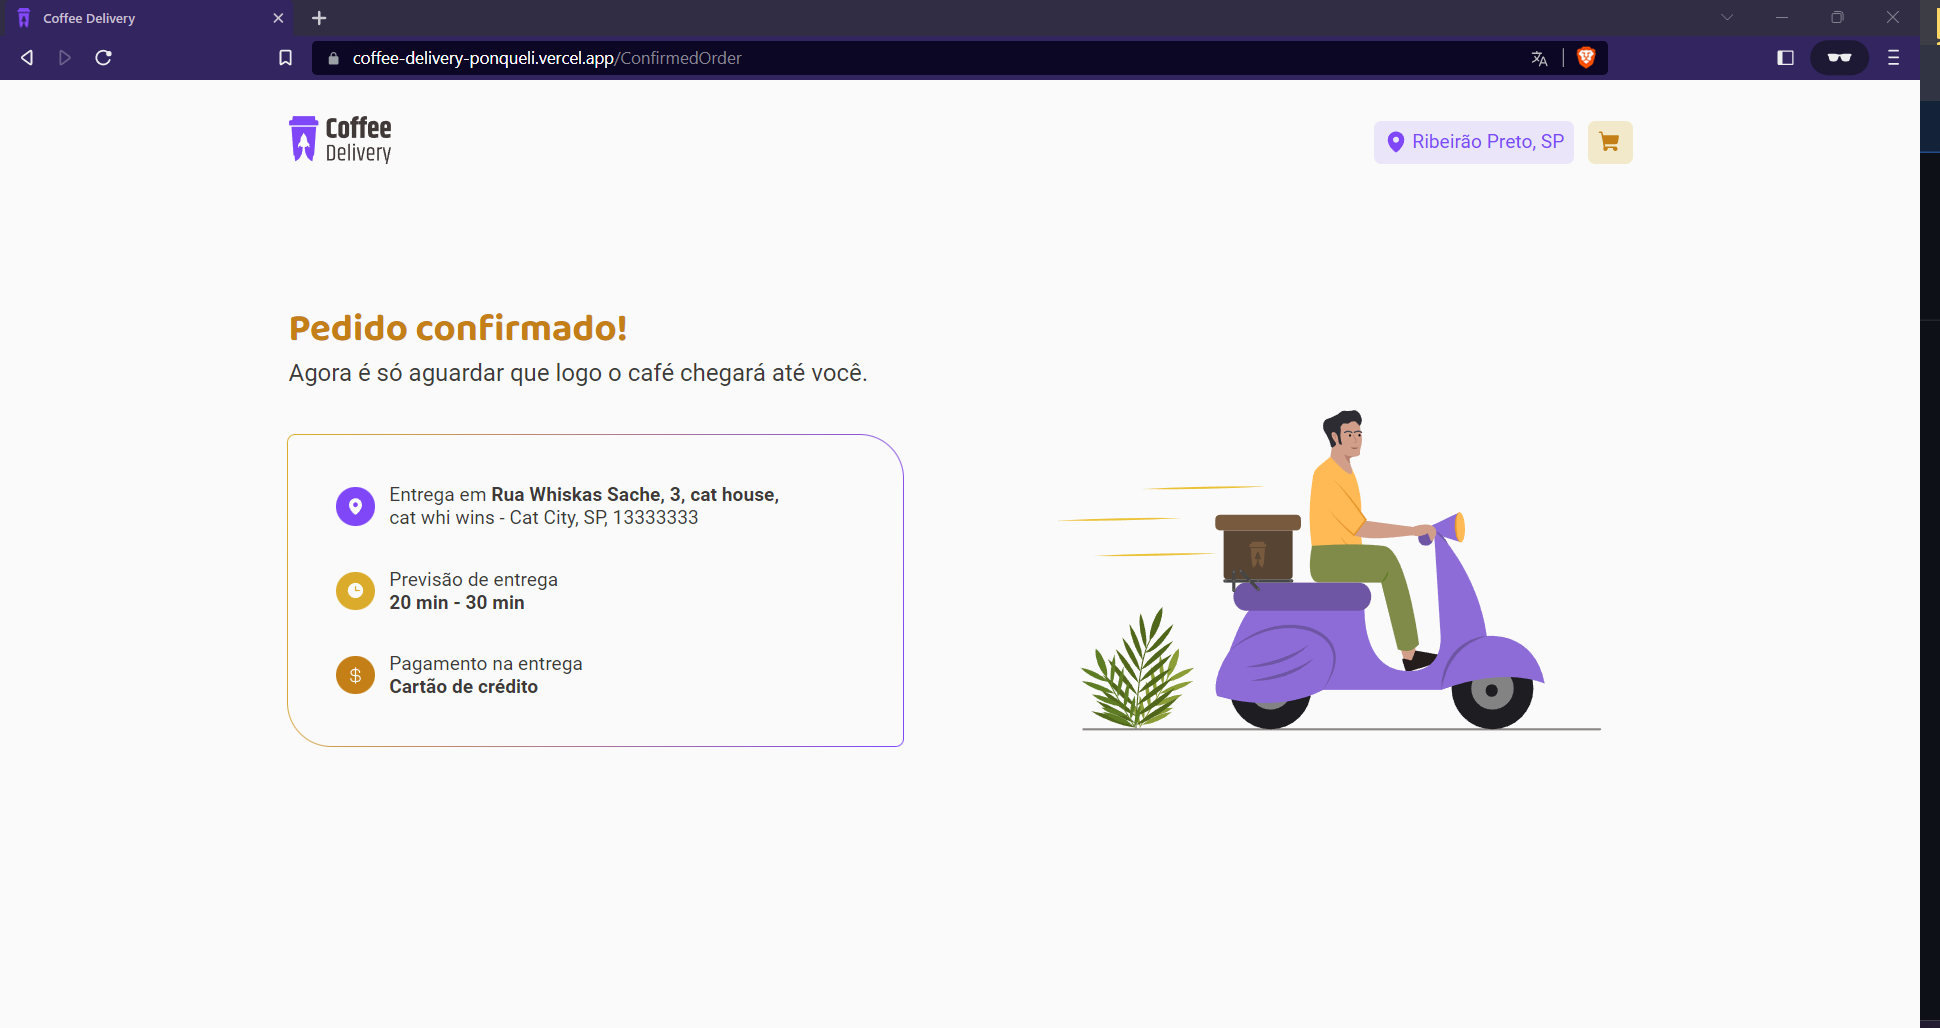 Coffee Delivery
coffee-delivery-ponqueli.vercel.app/ConfirmedOrder
Coffee
Delivery
Ribeirão Preto, SP
Pedido confirmado!
Agora é só aguardar que logo o café chegará até você.
Entrega em Rua Whiskas Sache, 3, cat house,
cat whi wins - Cat City, SP, 13333333
Previsão de entrega
20 min - 30 min
$
Pagamento na entrega
Cartão de crédito